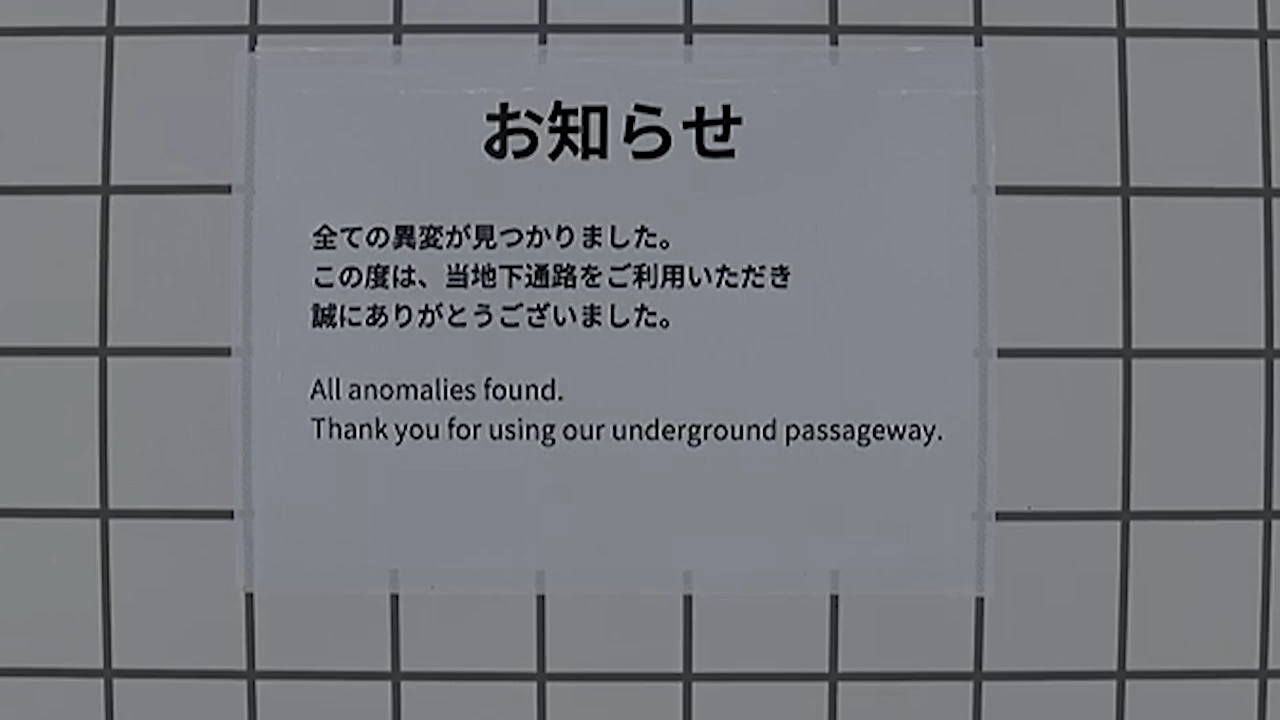 お知らせ
全ての異変が見つかりました。
この度は、当地下通路をご利用いただき
誠にありがとうございました。
All anomalies found.
Thank you for using our underground passageway.